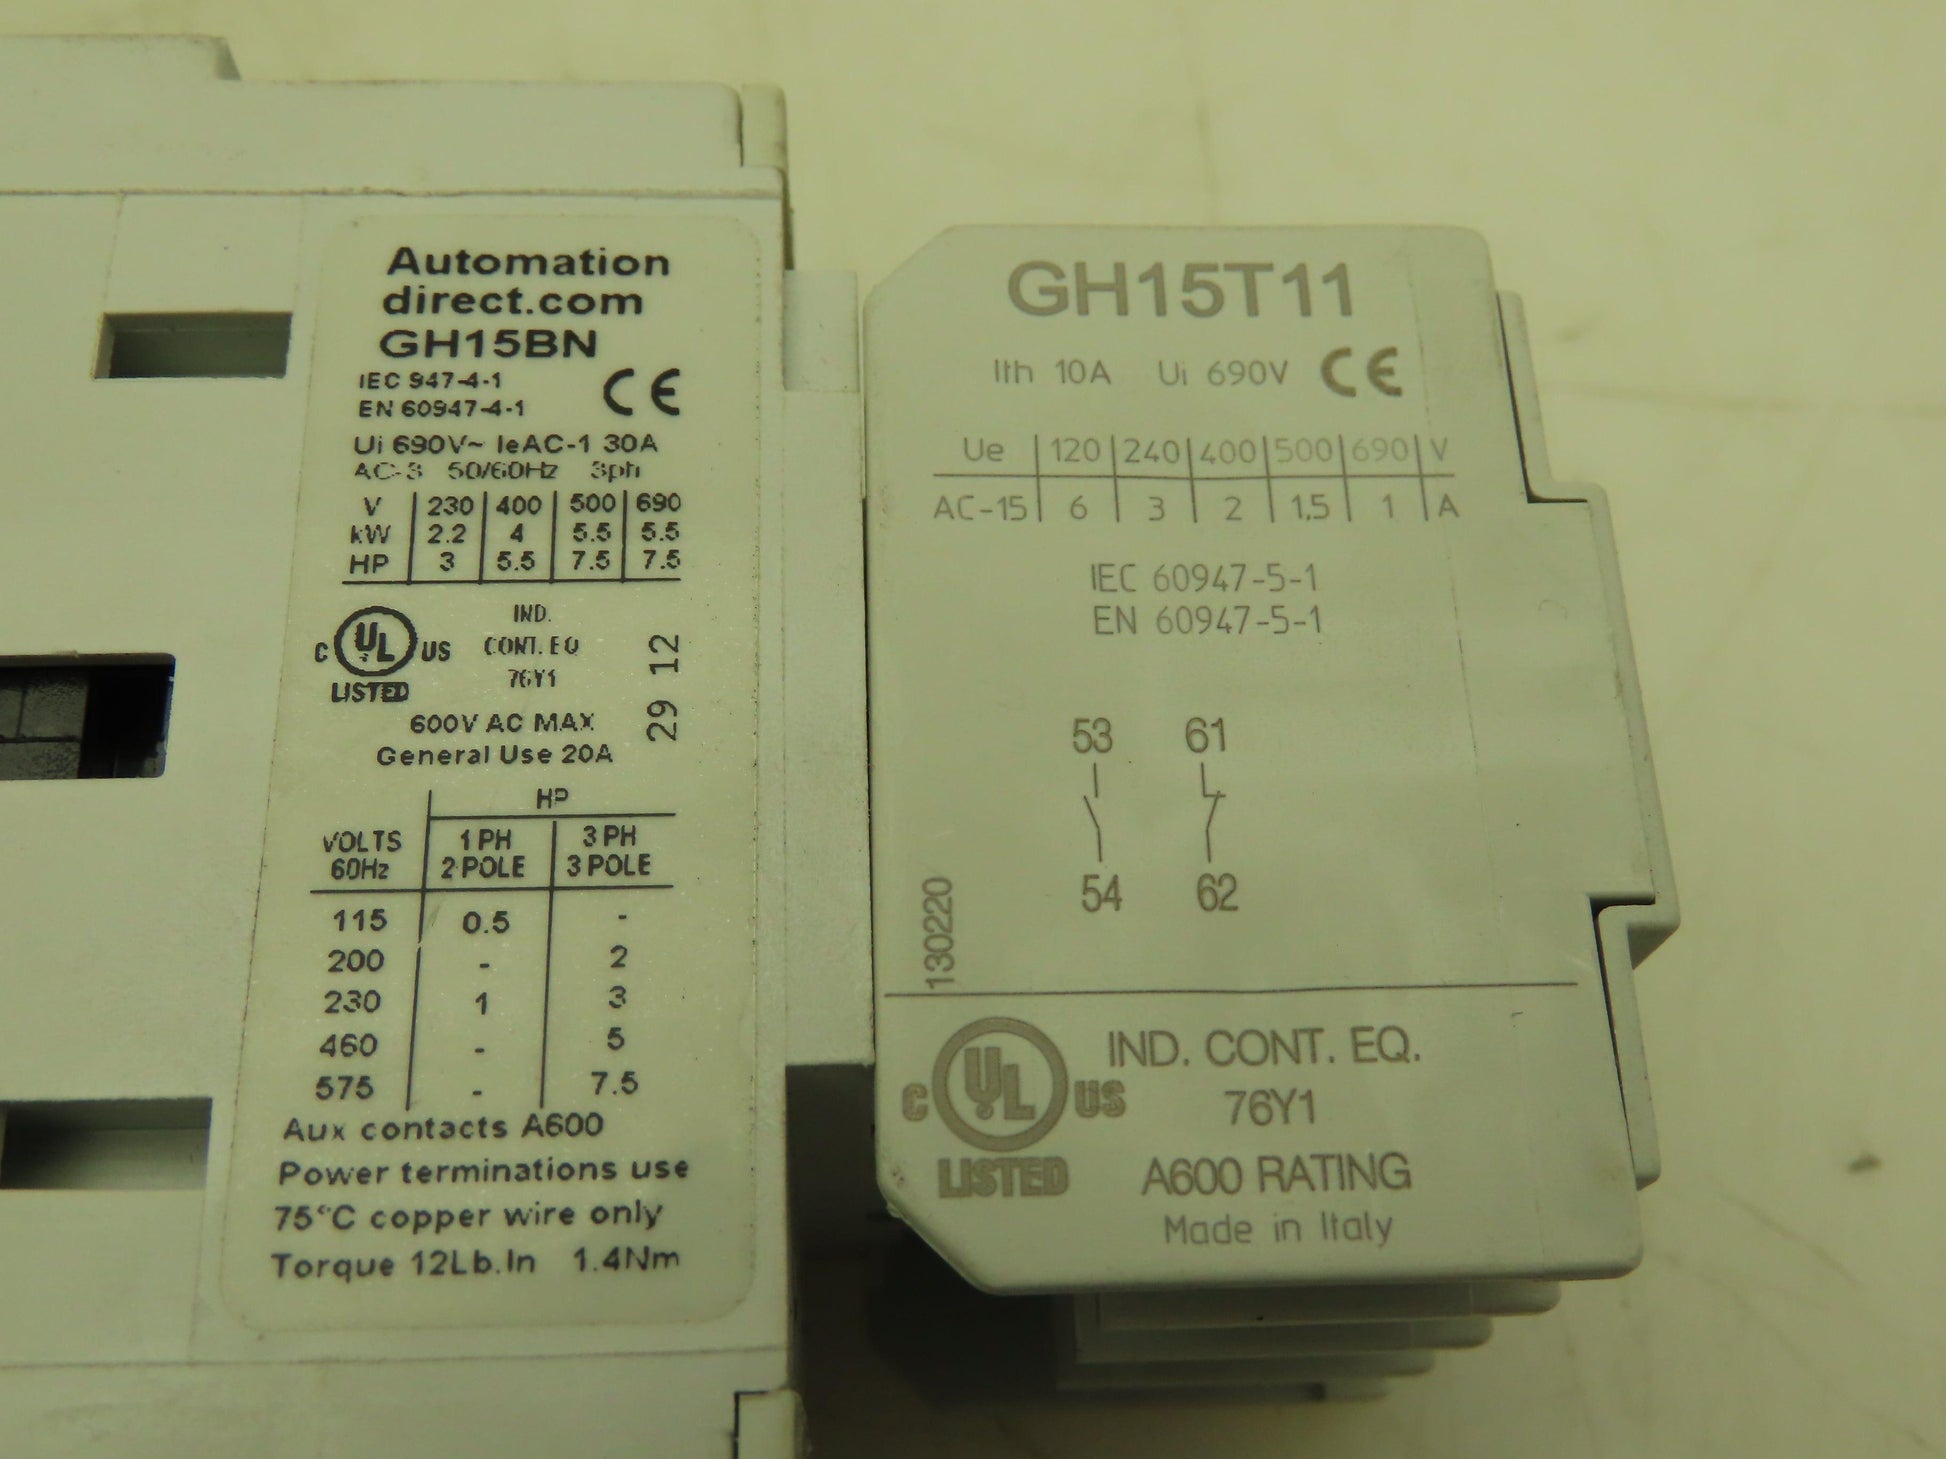 Automation
direct.com
GH15BN
IEC 947-4-1
EN 60947-4-1
CE
Ui 690V~ IeAC-1 30A
AC-3 50/60Hz 3ph
V 230 400 500 690
kW 2.2 4 5.5 5.5
HP 3 5.5 7.5 7.5
C UL US
LISTED
IND.
CONT. EQ
76Y1
29 12
600V AC MAX
General Use 20A
HP
VOLTS 1 PH 3 PH
60Hz 2 POLE 3 POLE
115 0.5 -
200 - 2
230 1 3
460 - 5
575 - 7.5
Aux contacts A600
Power terminations use
75°C copper wire only
Torque 12Lb.In 1.4Nm
GH15T11
Ith 10A Ui 690V CE
Ue 120 240 400 500 690 V
AC-15 6 3 2 1,5 1 A
IEC 60947-5-1
EN 60947-5-1
53 61
54 62
130220
C UL US
LISTED
IND. CONT. EQ.
76Y1
A600 RATING
Made in Italy